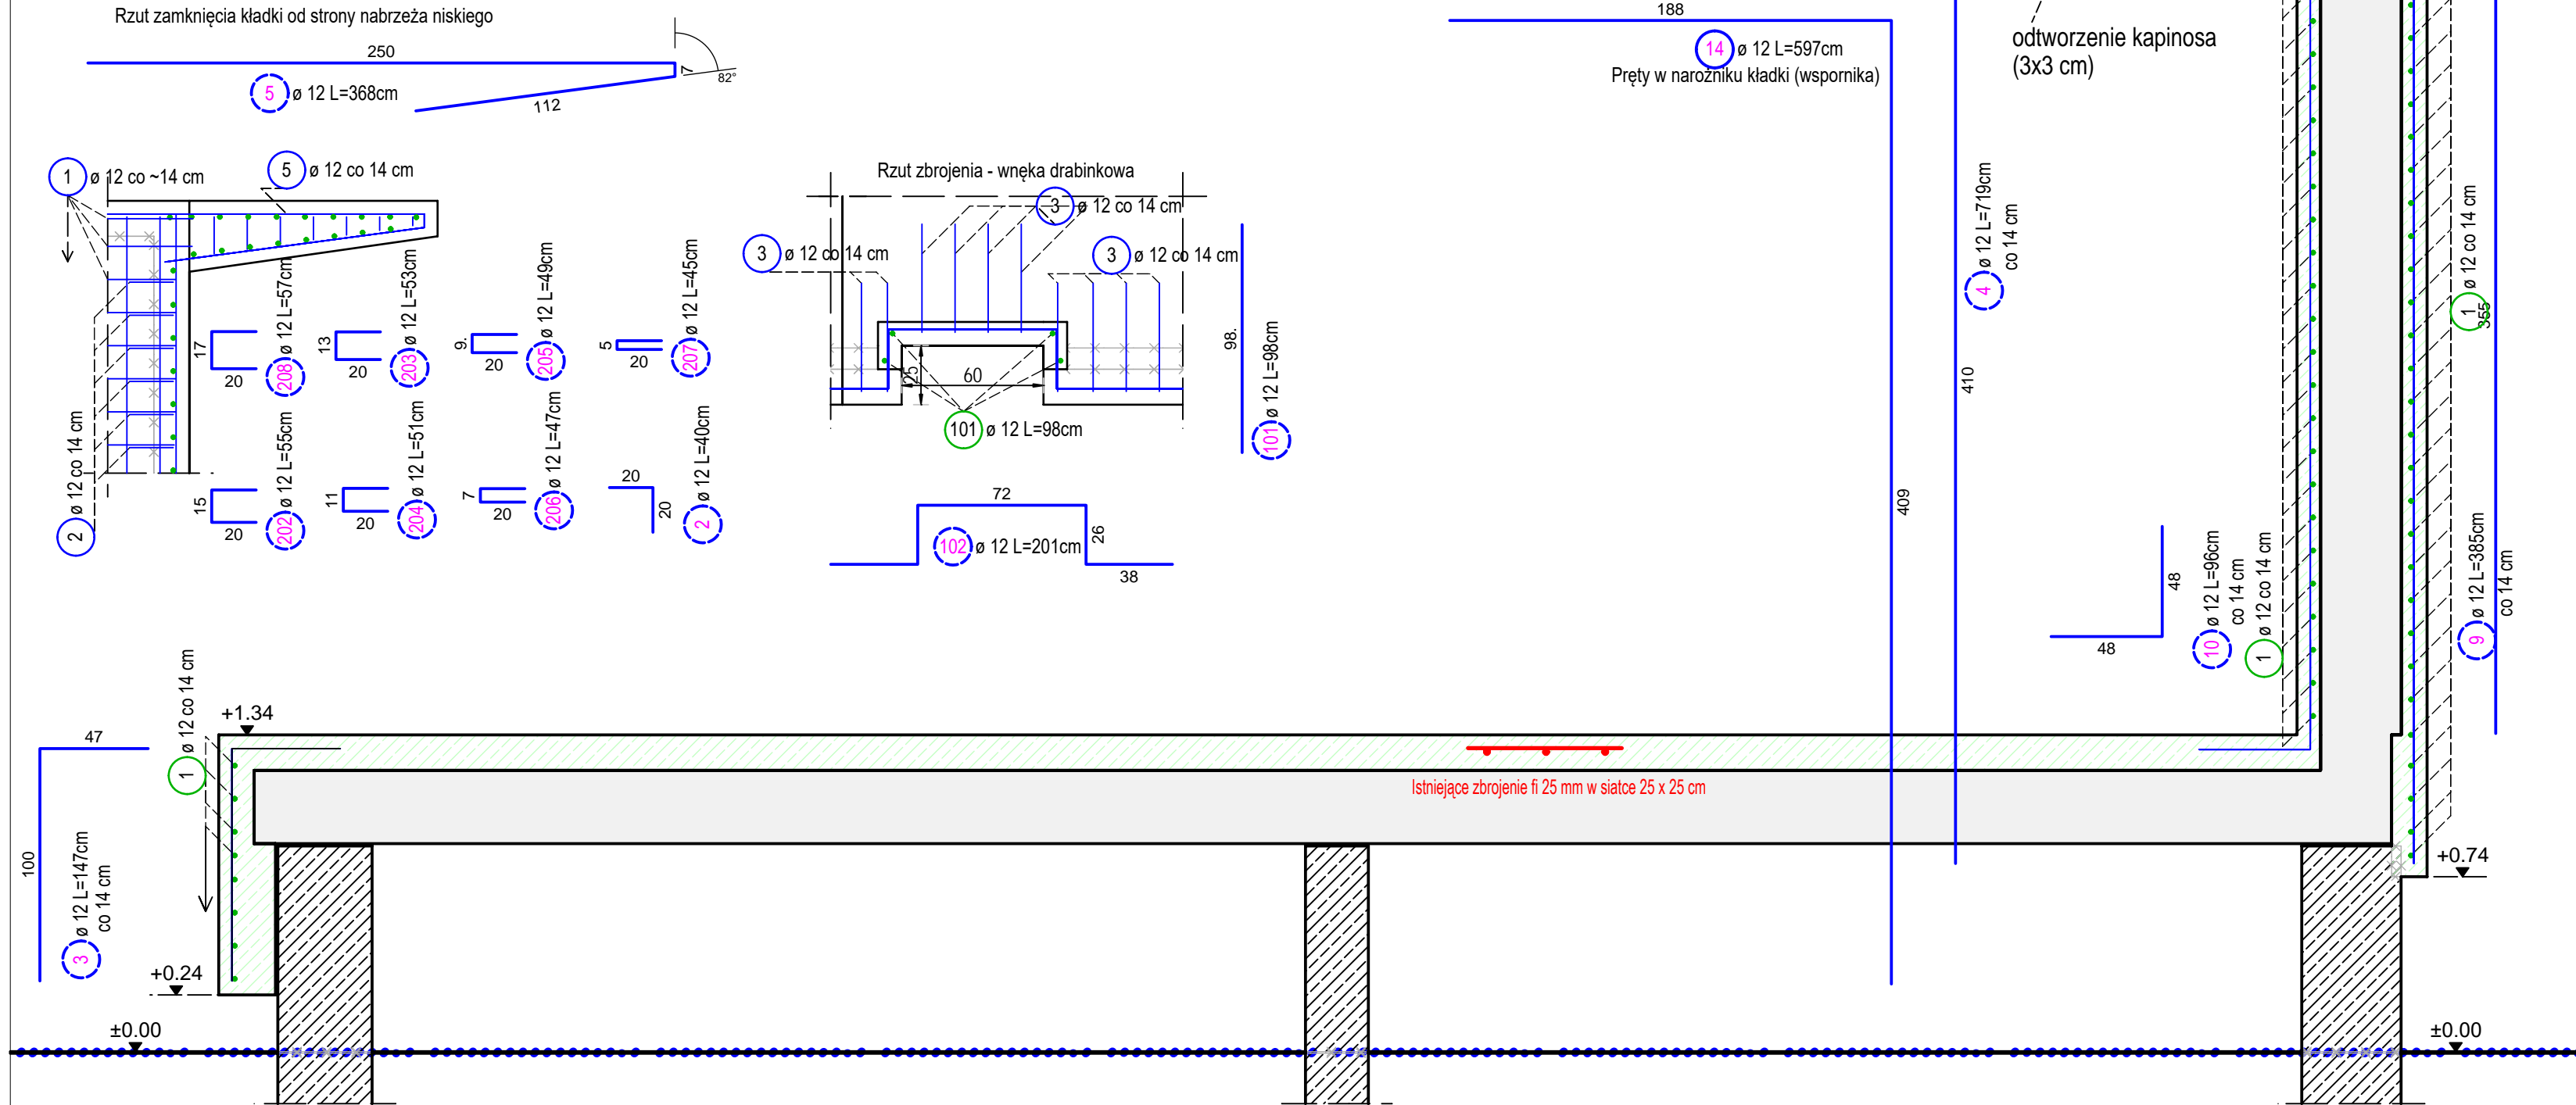 Rzut zamknięcia kładki od strony nabrzeża niskiego
250
7
82°
5 ø 12 L=368cm
112
188
14 ø 12 L=597cm
Pręty w narożniku kładki (wspornika)
odtworzenie kapinosa
(3x3 cm)
1 ø 12 co ~14 cm
5 ø 12 co 14 cm
2 ø 12 co 14 cm
17
20
208 ø 12 L=57cm
13
20
203 ø 12 L=53cm
9.
20
205 ø 12 L=49cm
5
20
207 ø 12 L=45cm
15
20
202 ø 12 L=55cm
11
20
204 ø 12 L=51cm
7
20
206 ø 12 L=47cm
20
20
2 ø 12 L=40cm
Rzut zbrojenia - wnęka drabinkowa
3 ø 12 co 14 cm
3 ø 12 co 14 cm
3 ø 12 co 14 cm
25
60
101 ø 12 L=98cm
98.
101 ø 12 L=98cm
72
26
38
102 ø 12 L=201cm
4 ø 12 L=719cm
co 14 cm
410
409
48
48
10 ø 12 L=96cm
co 14 cm
1 ø 12 co 14 cm
1 ø 12 co 14 cm
355
9 ø 12 L=385cm
co 14 cm
47
100
3 ø 12 L=147cm
co 14 cm
1 ø 12 co 14 cm
+1.34
Istniejące zbrojenie fi 25 mm w siatce 25 x 25 cm
+0.74
+0.24
±0.00
±0.00